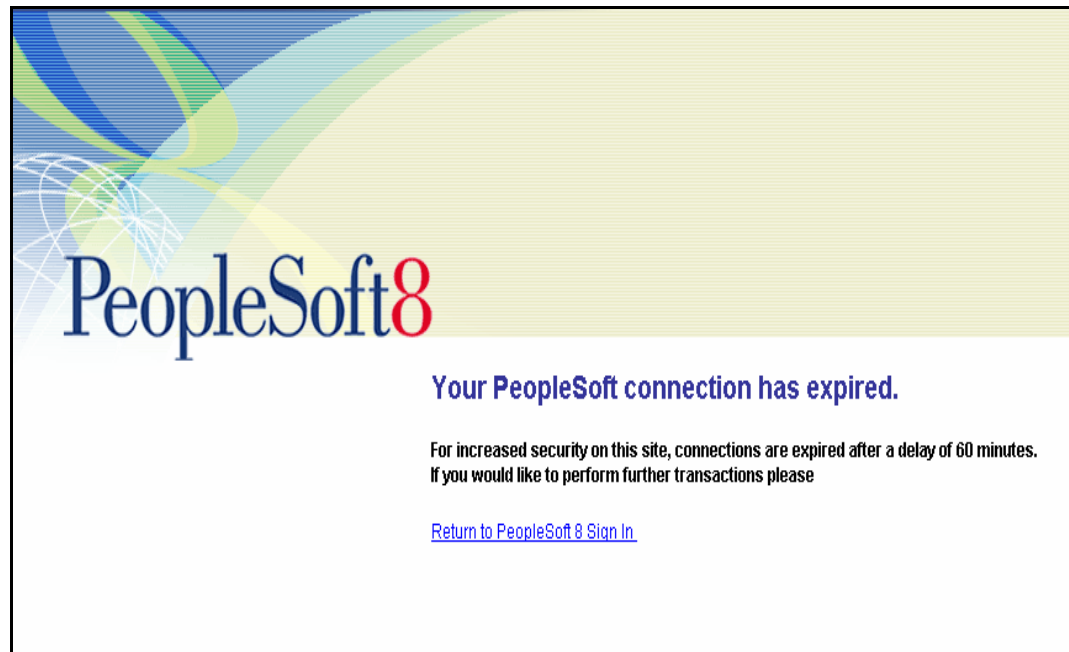 PeopleSoft8
Your PeopleSoft connection has expired.
For increased security on this site, connections are expired after a delay of 60 minutes.
If you would like to perform further transactions please
Return to PeopleSoft 8 Sign In